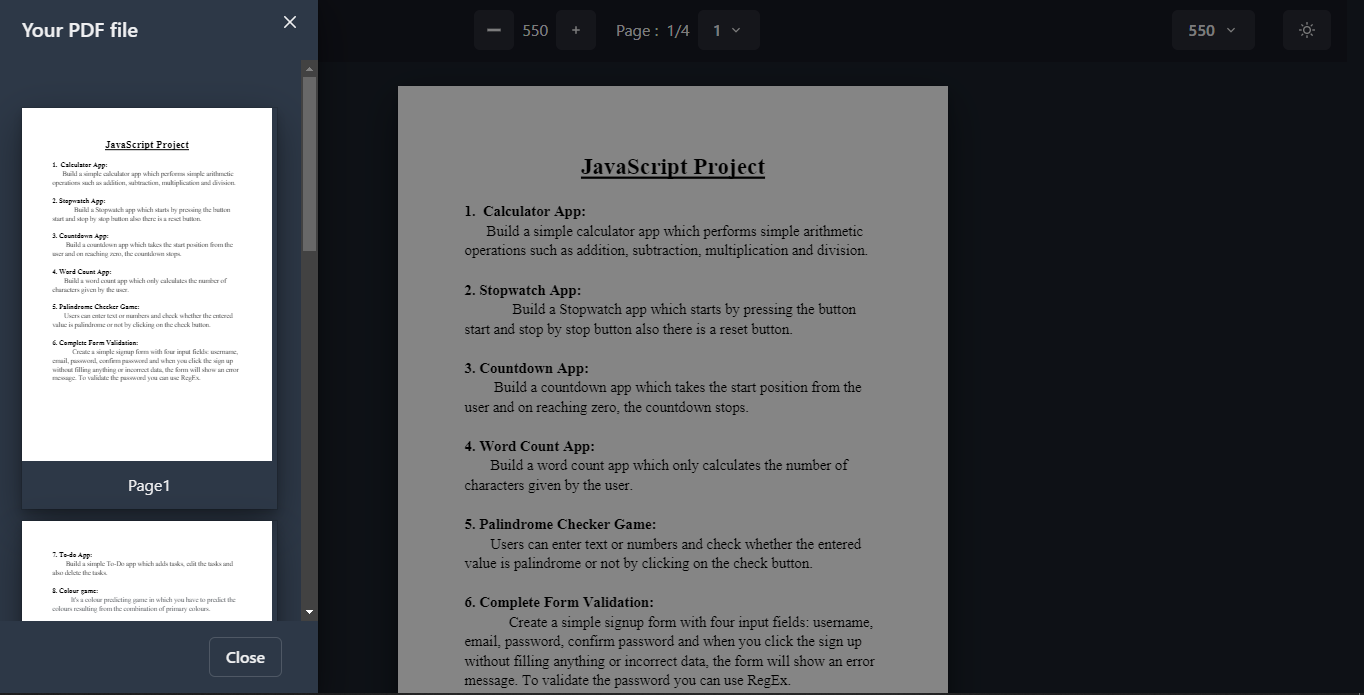 Your PDF file
JavaScript Project
1. Calculator App:
Build a simple calculator app which performs simple arithmetic
operations such as addition, subtraction, multiplication and division.
2. Stopwatch App:
Build a Stopwatch app which starts by pressing the button
start and stop by stop button also there is a reset button.
3. Countdown App:
Build a countdown app which takes the start position from the
user and on reaching zero, the countdown stops.
4. Word Count App:
Build a word count app which only calculates the number of
characters given by the user.
5. Palindrome Checker Game:
Users can enter text or numbers and check whether the entered
value is palindrome or not by clicking on the check button.
6. Complete Form Validation:
Create a simple signup form with four input fields: username,
email, password, confirm password and when you click the sign up
without filling anything or incorrect data, the form will show an error
message. To validate the password you can use RegEx.
Page1
7. To-do App:
Build a simple To-Do app which adds tasks, edit the tasks and
also delete the tasks.
8. Colour game:
It's a colour predicting game in which you have to predict the
colours resulting from the combination of primary colours.
Close
550 + Page : 1/4 1
550
JavaScript Project
1. Calculator App:
Build a simple calculator app which performs simple arithmetic
operations such as addition, subtraction, multiplication and division.
2. Stopwatch App:
Build a Stopwatch app which starts by pressing the button
start and stop by stop button also there is a reset button.
3. Countdown App:
Build a countdown app which takes the start position from the
user and on reaching zero, the countdown stops.
4. Word Count App:
Build a word count app which only calculates the number of
characters given by the user.
5. Palindrome Checker Game:
Users can enter text or numbers and check whether the entered
value is palindrome or not by clicking on the check button.
6. Complete Form Validation:
Create a simple signup form with four input fields: username,
email, password, confirm password and when you click the sign up
without filling anything or incorrect data, the form will show an error
message. To validate the password you can use RegEx.